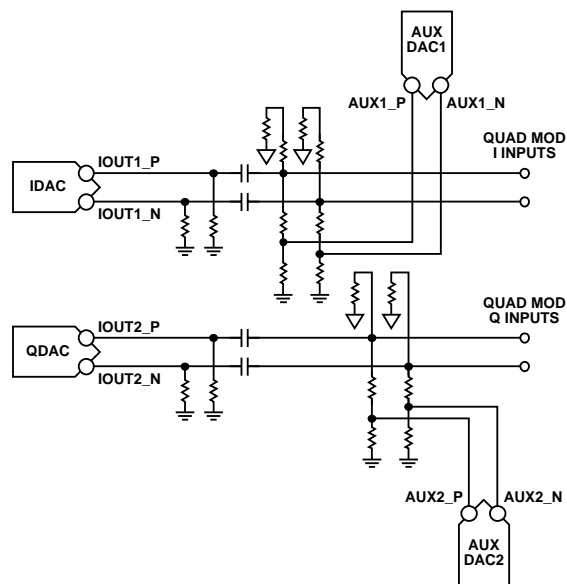 AUX
DAC1
AUX1_P
AUX1_N
QUAD MOD
I INPUTS
IOUT1_P
IDAC
IOUT1_N
QUAD MOD
Q INPUTS
IOUT2_P
QDAC
IOUT2_N
AUX2_P
AUX2_N
AUX
DAC2